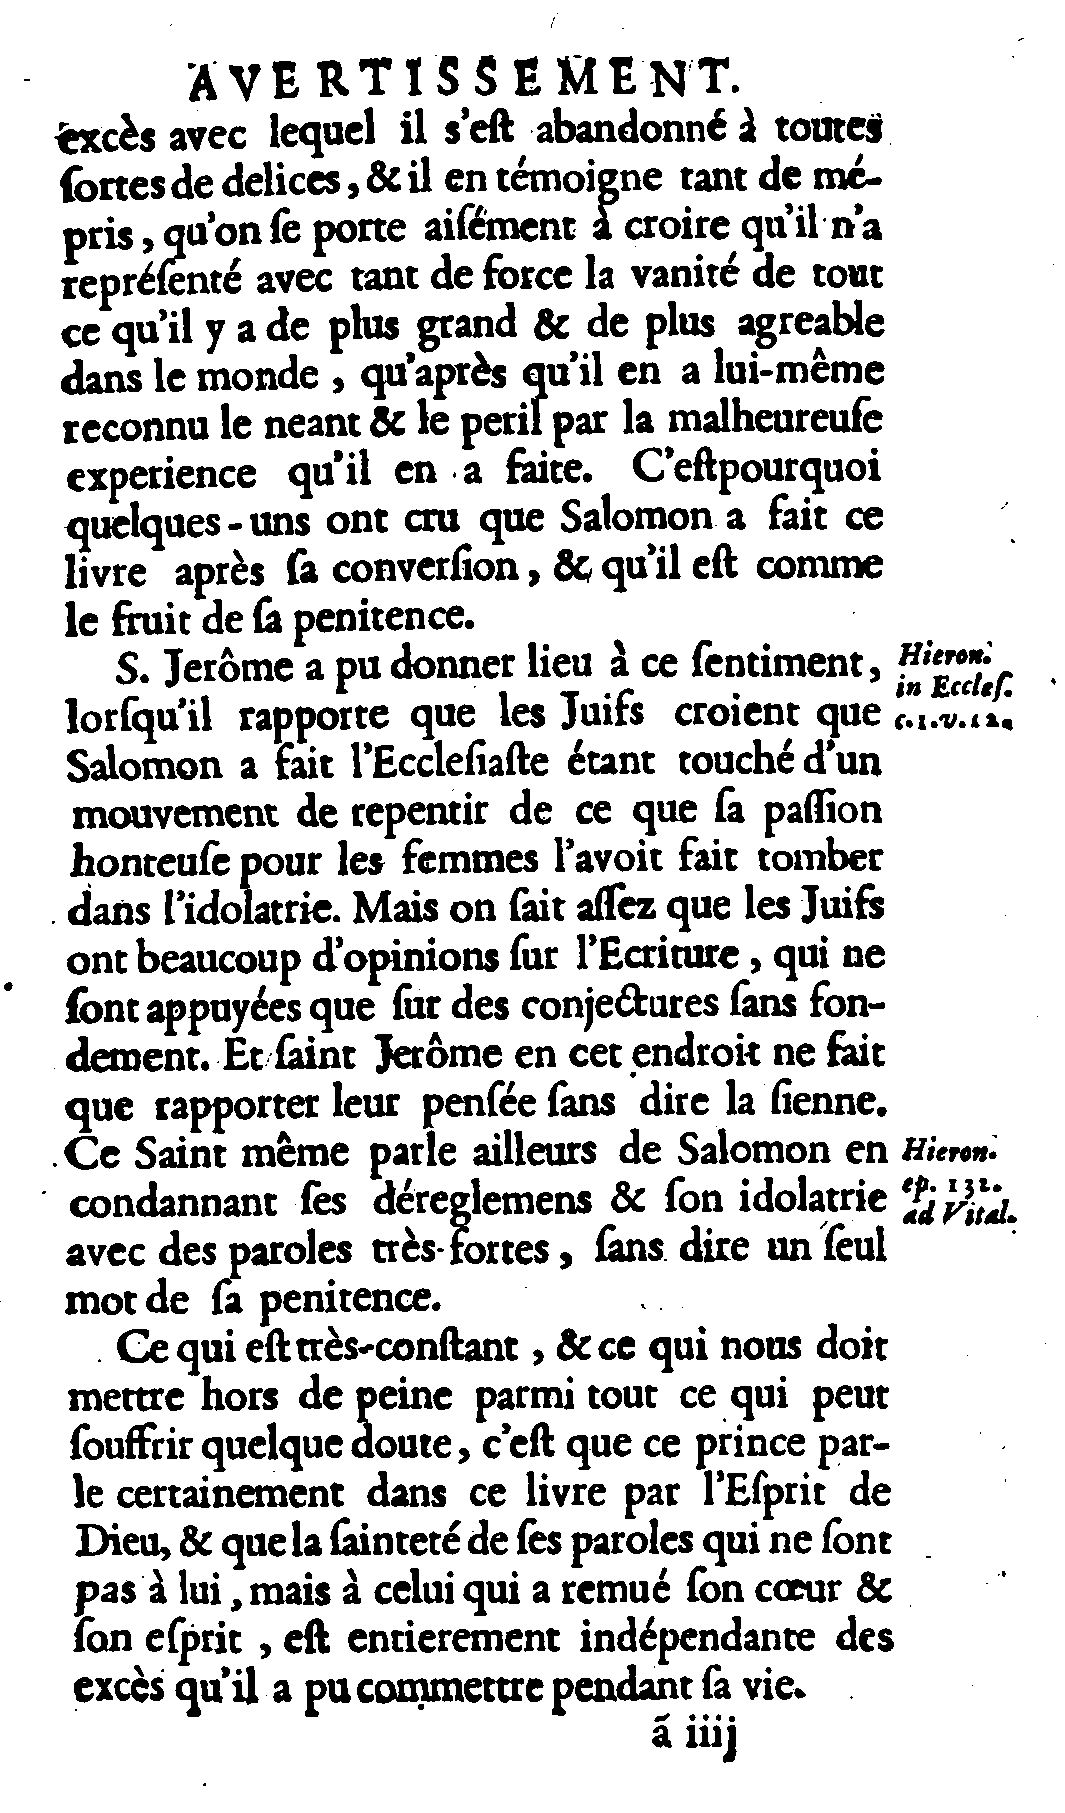 AVERTISSEMENT.
excès avec lequel il s'eſt abandonné à toutes
ſortes de delices, & il en témoigne tant de mé-
pris, qu'on ſe porte aiſément à croire qu'il n'a
repréſenté avec tant de force la vanité de tout
ce qu'il y a de plus grand & de plus agreable
dans le monde, qu'après qu'il en a lui-même
reconnu le neant & le peril par la malheureuſe
experience qu'il en a faite. C'eſtpourquoi
quelques-uns ont cru que Salomon a fait ce
livre après ſa converſion, & qu'il eſt comme
le fruit de ſa penitence.
S. Jerôme a pu donner lieu à ce ſentiment,
lorſqu'il rapporte que les Juifs croient que
Salomon a fait l'Eccleſiaſte étant touché d'un
mouvement de repentir de ce que ſa paſſion
honteuſe pour les femmes l'avoit fait tomber
dans l'idolatrie. Mais on ſait aſſez que les Juifs
ont beaucoup d'opinions ſur l'Ecriture, qui ne
ſont appuyées que ſur des conjectures ſans fon-
dement. Et ſaint Jerôme en cet endroit ne fait
que rapporter leur penſée ſans dire la ſienne.
Ce Saint même parle ailleurs de Salomon en
condannant ſes déreglemens & ſon idolatrie
avec des paroles très-fortes, ſans dire un ſeul
mot de ſa penitence.
Ce qui eſt très-conſtant, & ce qui nous doit
mettre hors de peine parmi tout ce qui peut
ſouffrir quelque doute, c'eſt que ce prince par-
le certainement dans ce livre par l'Eſprit de
Dieu, & que la ſainteté de ſes paroles qui ne ſont
pas à lui, mais à celui qui a remué ſon cœur &
ſon eſprit, eſt entierement indépendante des
excès qu'il a pu commettre pendant ſa vie.
ã iiij
Hieron.
in Eccleſ.
c. 1. v. 12.
Hieron.
ep. 132.
ad Vital.